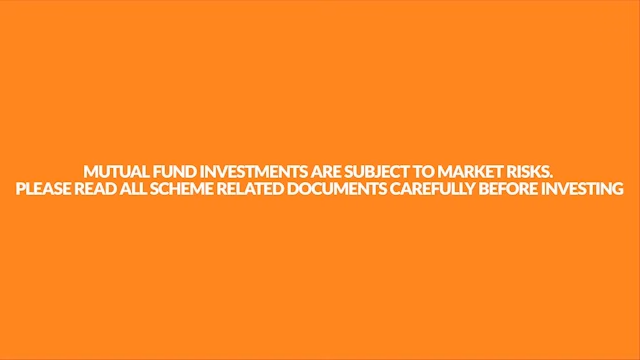 MUTUAL FUND INVESTMENTS ARE SUBJECT TO MARKET RISKS.
PLEASE READ ALL SCHEME RELATED DOCUMENTS CAREFULLY BEFORE INVESTING